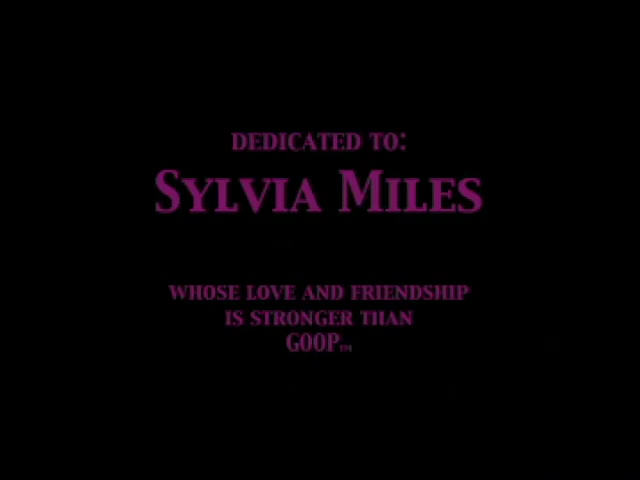 DEDICATED TO:
SYLVIA MILES
WHOSE LOVE AND FRIENDSHIP
IS STRONGER THAN
GOOP™